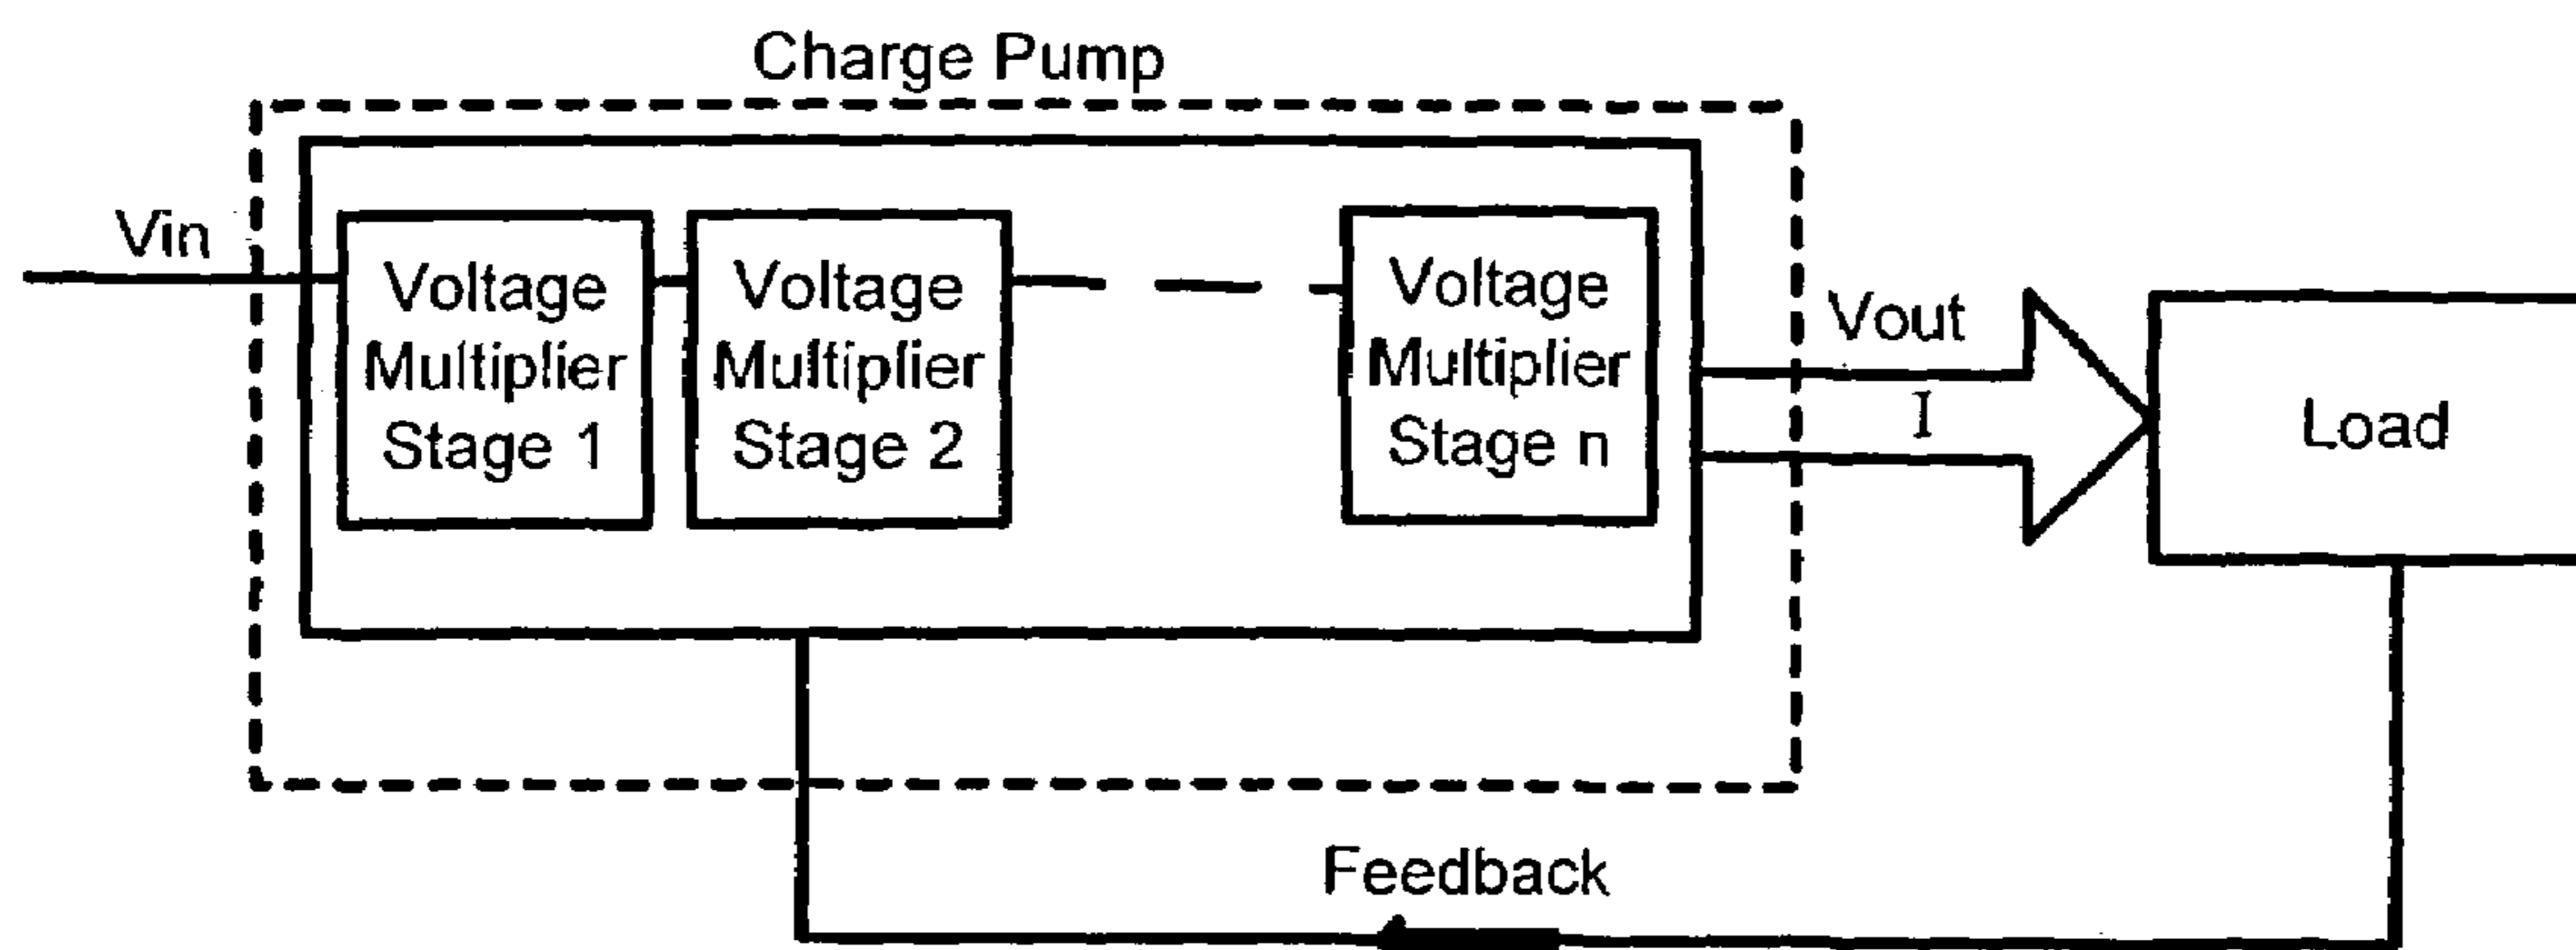 Charge Pump
Vin
Voltage
Multiplier
Stage 1
Voltage
Multiplier
Stage 2
Voltage
Multiplier
Stage n
Vout
I
Load
Feedback